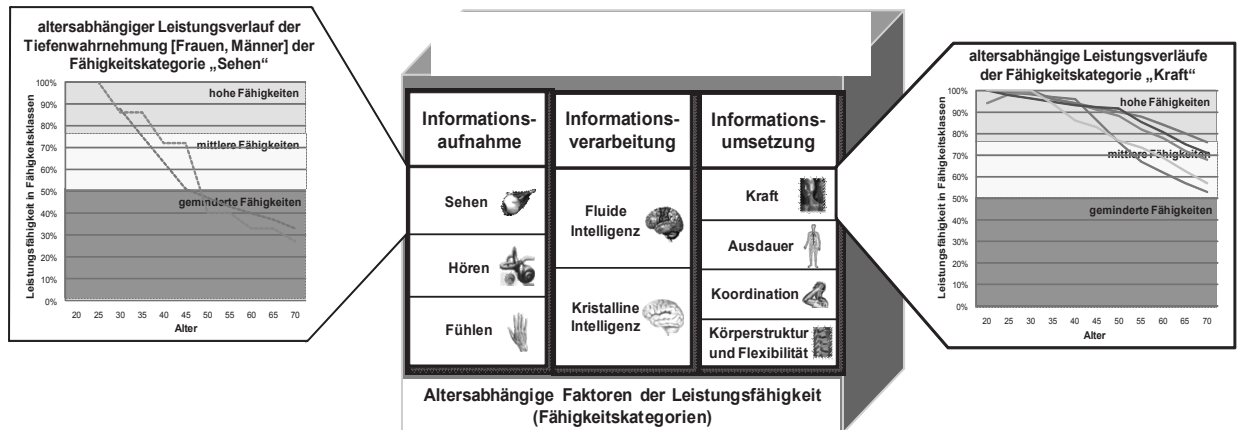 altersabhängiger Leistungsverlauf der
Tiefenwahrnehmung [Frauen, Männer] der
Fähigkeitskategorie „Sehen“
Leistungsfähigkeit in Fähigkeitsklassen
100%
90%
80%
70%
60%
50%
40%
30%
20%
10%
0%
hohe Fähigkeiten
mittlere Fähigkeiten
geminderte Fähigkeiten
20 25 30 35 40 45 50 55 60 65 70
Alter
Informations-
aufnahme
Sehen
Hören
Fühlen
Informations-
verarbeitung
Fluide
Intelligenz
Kristalline
Intelligenz
Informations-
umsetzung
Kraft
Ausdauer
Koordination
Körperstruktur
und Flexibilität
Altersabhängige Faktoren der Leistungsfähigkeit
(Fähigkeitskategorien)
altersabhängige Leistungsverläufe
der Fähigkeitskategorie „Kraft“
Leistungsfähigkeit in Fähigkeitsklassen
100%
90%
80%
70%
60%
50%
40%
30%
20%
10%
0%
hohe Fähigkeiten
mittlere Fähigkeiten
geminderte Fähigkeiten
20 25 30 35 40 45 50 55 60 65 70
Alter